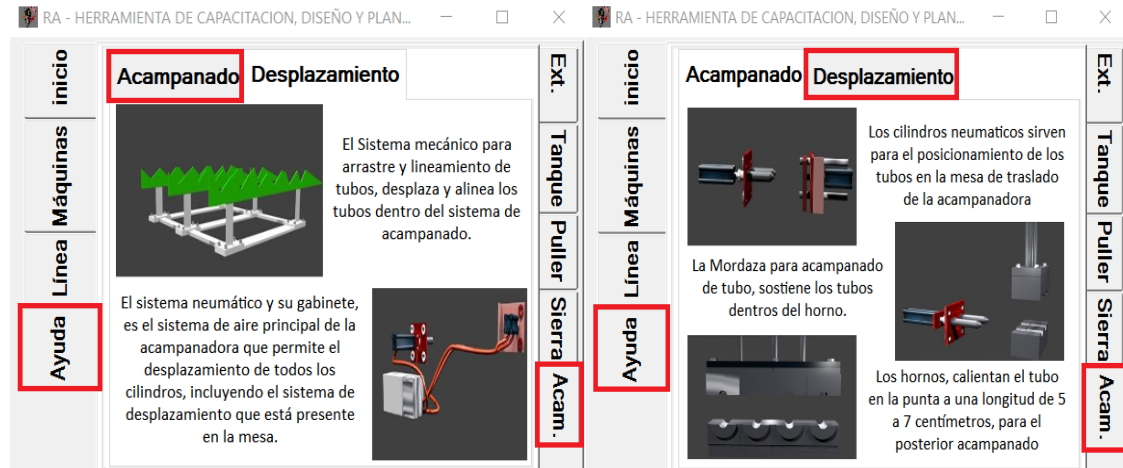 RA - HERRAMIENTA DE CAPACITACION, DISEÑO Y PLAN...
inicio
Máquinas
Línea
Ayuda
Acampanado
Desplazamiento
El Sistema mecánico para
arrastre y lineamiento de
tubos, desplaza y alinea los
tubos dentro del sistema de
acampanado.
El sistema neumático y su gabinete,
es el sistema de aire principal de la
acampanadora que permite el
desplazamiento de todos los
cilindros, incluyendo el sistema de
desplazamiento que está presente
en la mesa.
Ext.
Tanque
Puller
Sierra
Acam.
RA - HERRAMIENTA DE CAPACITACION, DISEÑO Y PLAN...
inicio
Máquinas
Línea
Ayuda
Acampanado
Desplazamiento
Los cilindros neumaticos sirven
para el posicionamiento de los
tubos en la mesa de traslado
de la acampanadora
La Mordaza para acampanado
de tubo, sostiene los tubos
dentros del horno.
Los hornos, calientan el tubo
en la punta a una longitud de 5
a 7 centímetros, para el
posterior acampanado
Ext.
Tanque
Puller
Sierra
Acam.